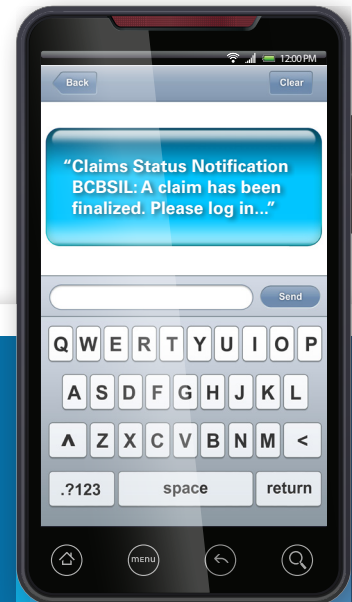 12:00 PM
Back
Clear
“Claims Status Notification
BCBSIL: A claim has been
finalized. Please log in...”
Send
Q W E R T Y U I O P
A S D F G H J K L
^ Z X C V B N M <
.?123 space return
menu